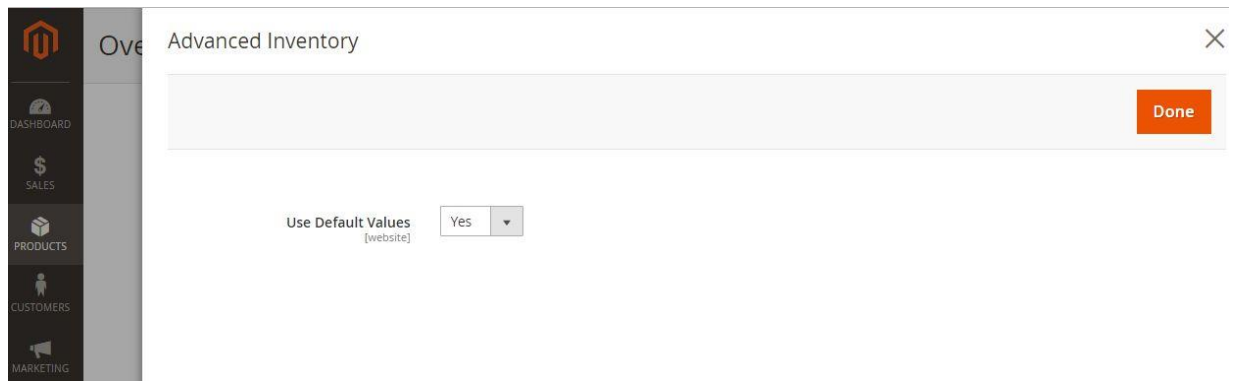 Ove
Advanced Inventory
Done
DASHBOARD
$
SALES
PRODUCTS
CUSTOMERS
MARKETING
Use Default Values
Yes
[website]